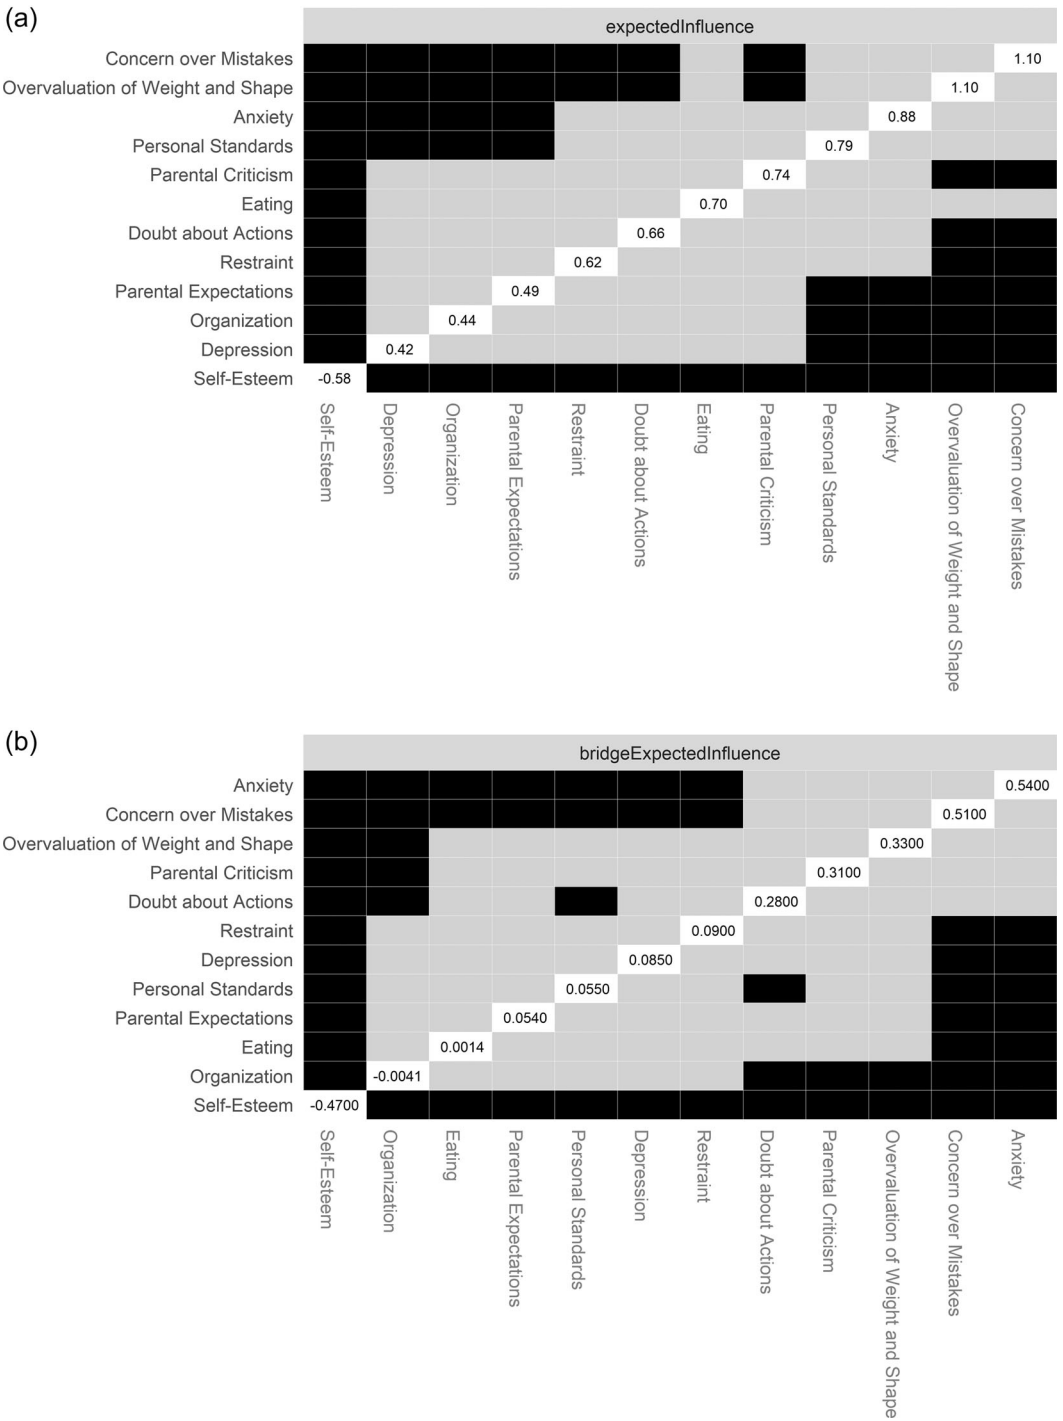 (a)
expectedInfluence
Concern over Mistakes 1.10
Overvaluation of Weight and Shape 1.10
Anxiety 0.88
Personal Standards 0.79
Parental Criticism 0.74
Eating 0.70
Doubt about Actions 0.66
Restraint 0.62
Parental Expectations 0.49
Organization 0.44
Depression 0.42
Self-Esteem -0.58
Self-Esteem
Depression
Organization
Parental Expectations
Restraint
Doubt about Actions
Eating
Parental Criticism
Personal Standards
Anxiety
Overvaluation of Weight and Shape
Concern over Mistakes
(b)
bridgeExpectedInfluence
Anxiety 0.5400
Concern over Mistakes 0.5100
Overvaluation of Weight and Shape 0.3300
Parental Criticism 0.3100
Doubt about Actions 0.2800
Restraint 0.0900
Depression 0.0850
Personal Standards 0.0550
Parental Expectations 0.0540
Eating 0.0014
Organization -0.0041
Self-Esteem -0.4700
Self-Esteem
Organization
Eating
Parental Expectations
Personal Standards
Depression
Restraint
Doubt about Actions
Parental Criticism
Overvaluation of Weight and Shape
Concern over Mistakes
Anxiety